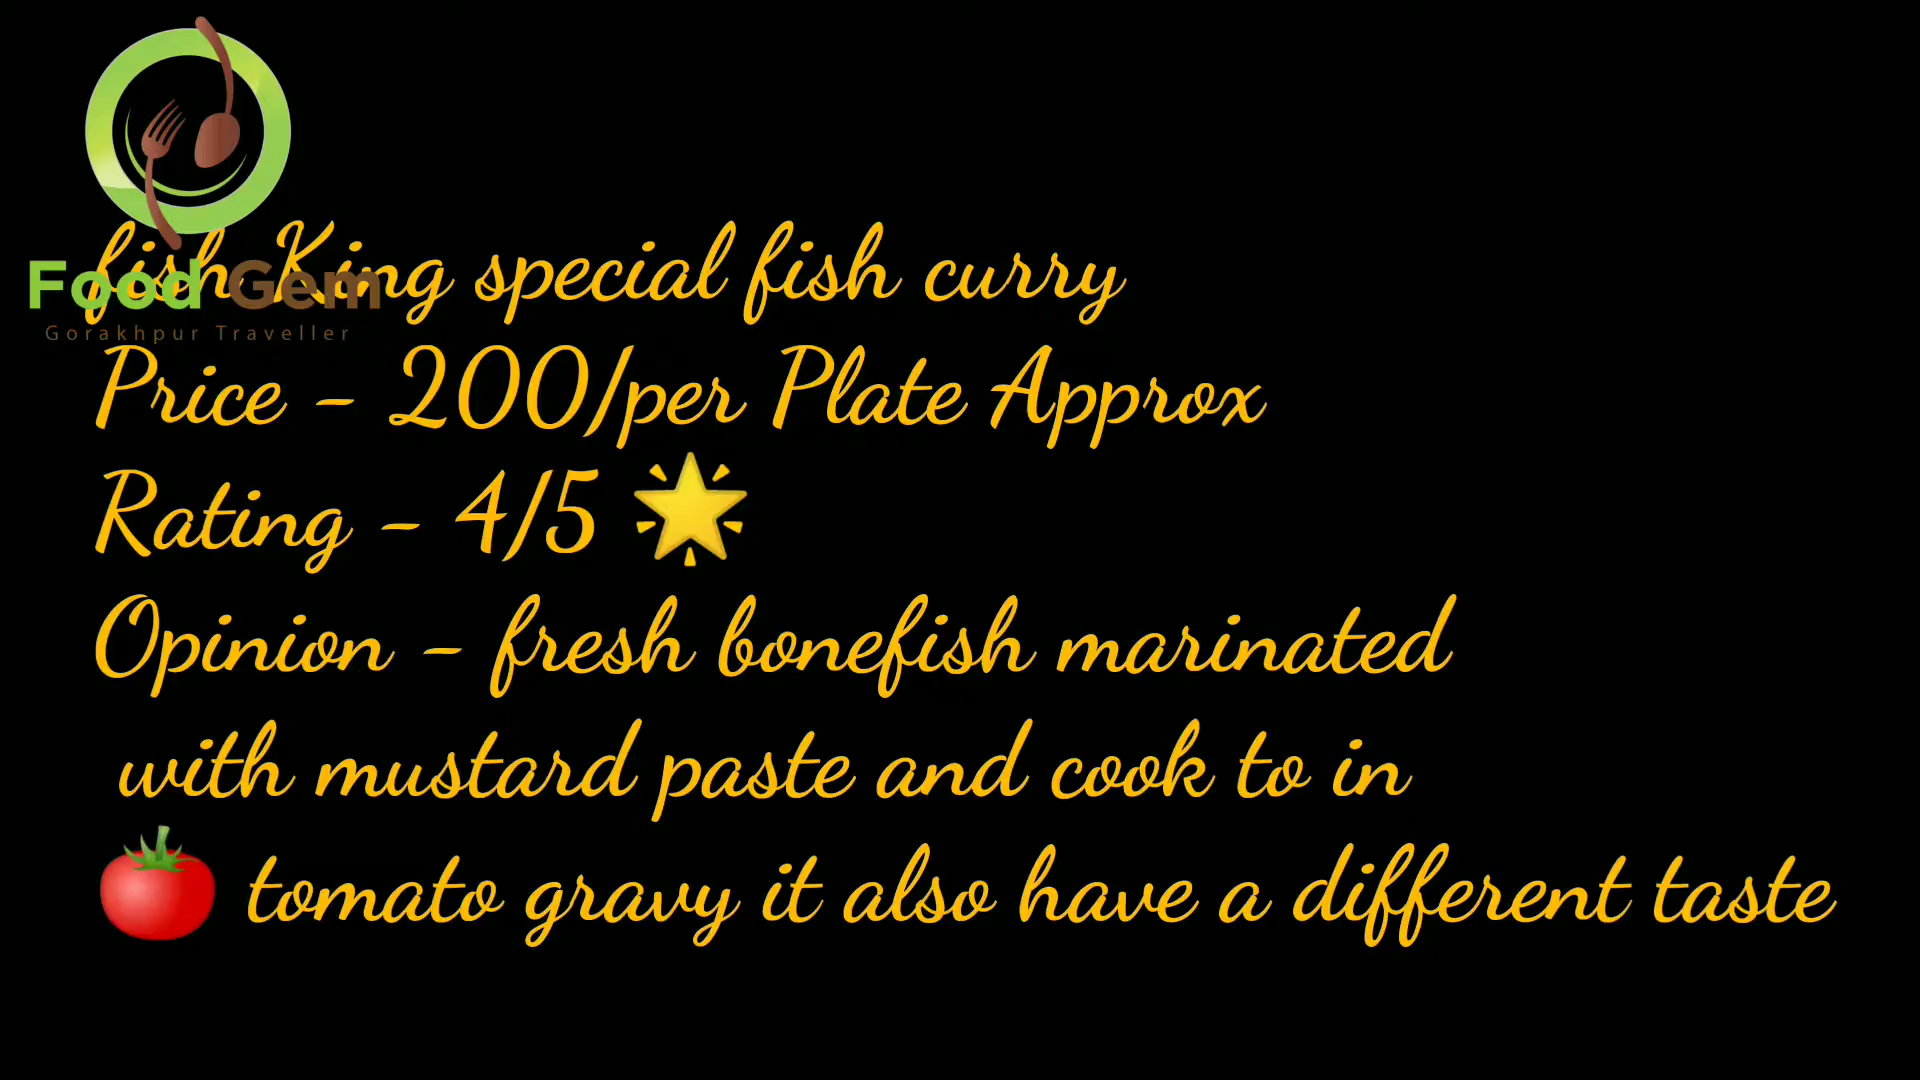 fish King special fish curry
Food Gem
Gorakhpur Traveller
Price - 200/per Plate Approx
Rating - 4/5 🌟
Opinion - fresh bonefish marinated
with mustard paste and cook to in
🍅 tomato gravy it also have a different taste